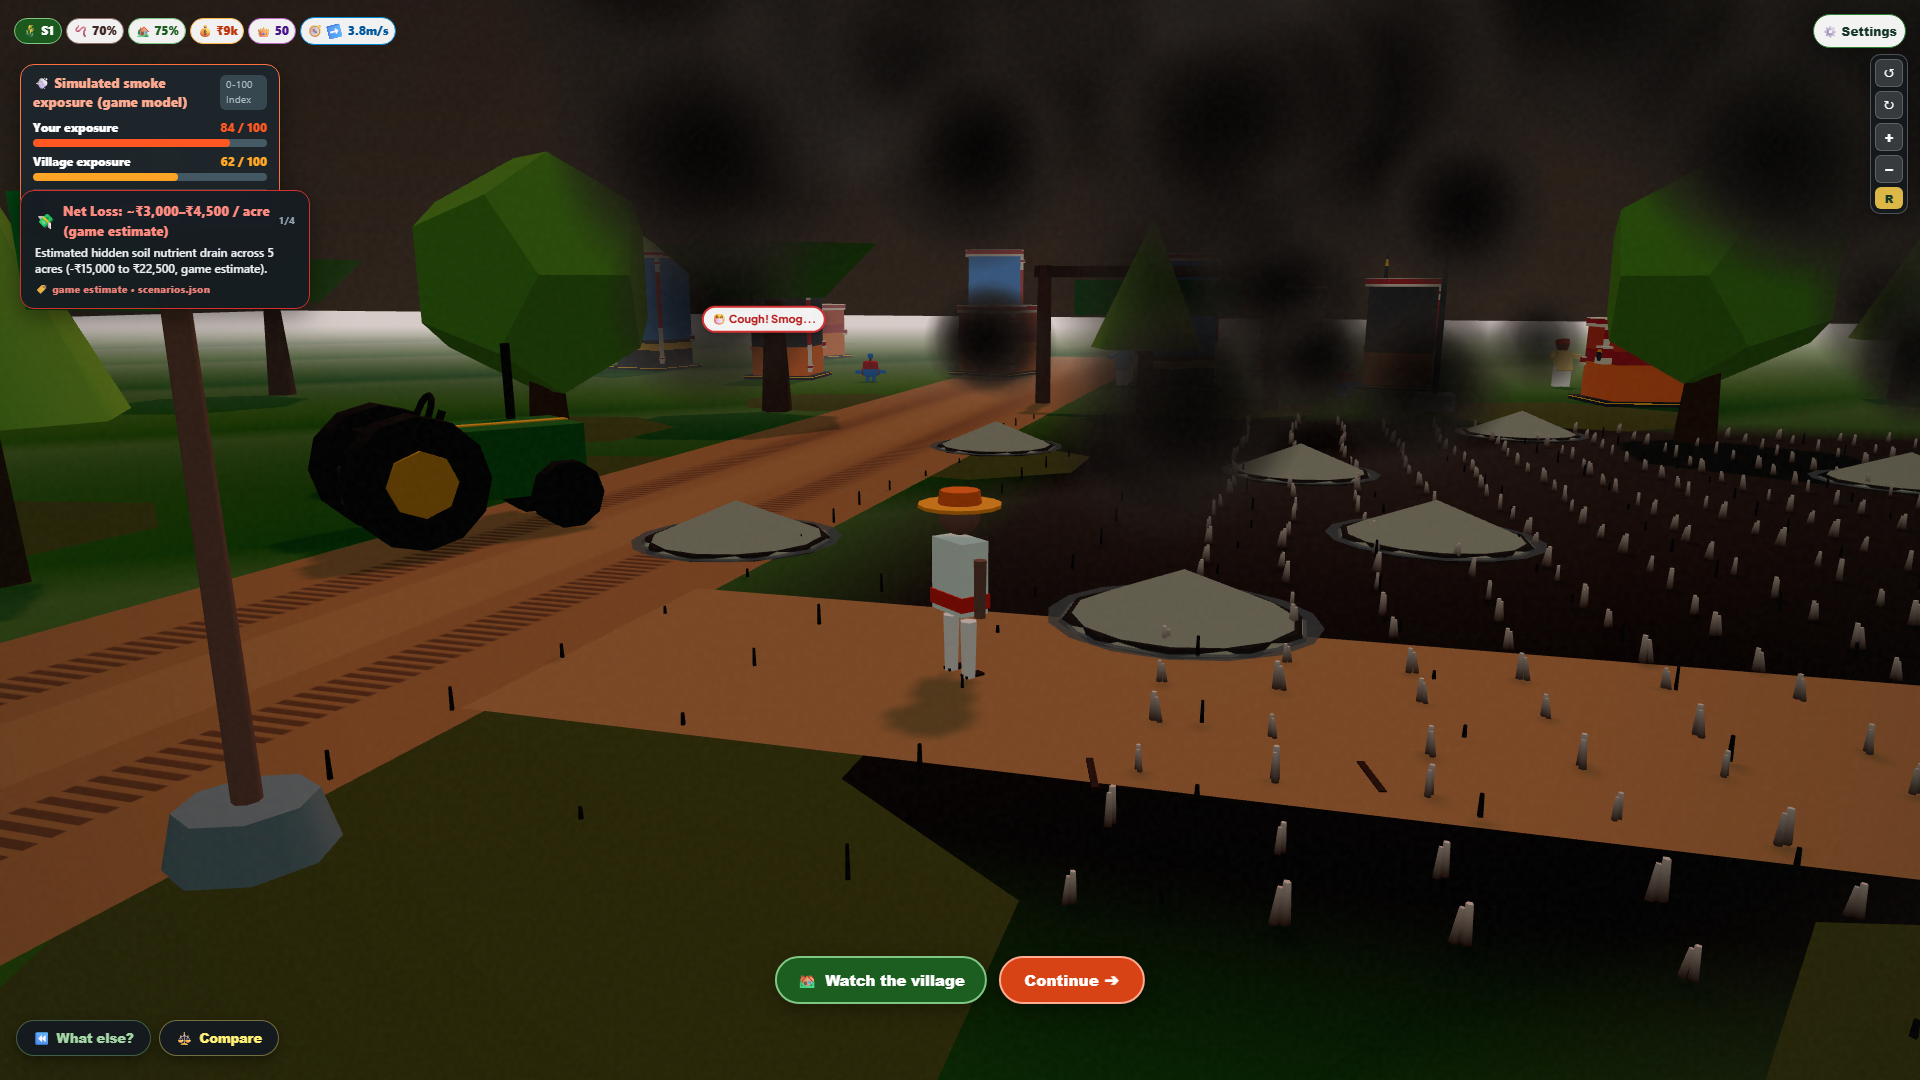 S1
70%
75%
₹9k
50
3.8m/s
Settings
Simulated smoke
exposure (game model)
0-100
Index
Your exposure
84 / 100
Village exposure
62 / 100
Net Loss: ~₹3,000–₹4,500 / acre
(game estimate)
1/4
Estimated hidden soil nutrient drain across 5
acres (-₹15,000 to ₹22,500, game estimate).
game estimate • scenarios.json
Cough! Smog...
↺
↻
+
−
R
Watch the village
Continue ➔
What else?
Compare